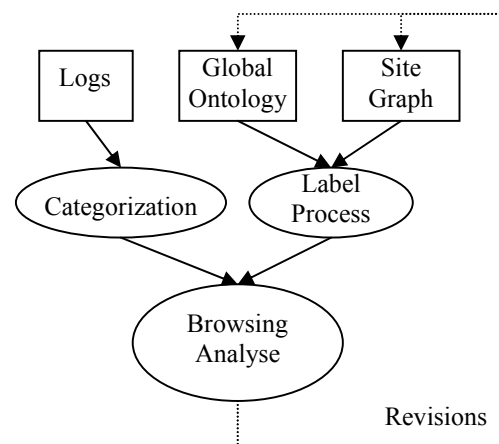 Logs
Global
Ontology
Site
Graph
Categorization
Label
Process
Browsing
Analyse
Revisions